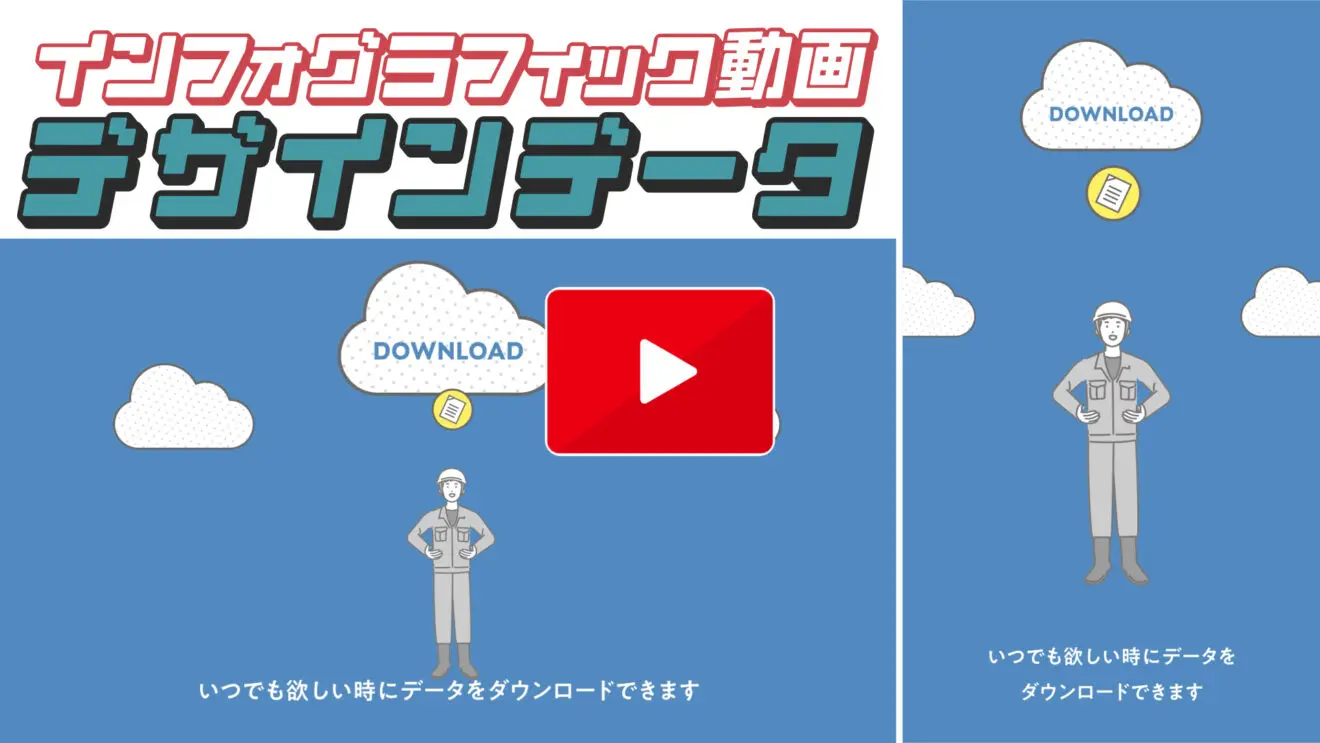 インフォグラフィック動画
デザインデータ
DOWNLOAD
いつでも欲しい時にデータをダウンロードできます
DOWNLOAD
いつでも欲しい時にデータを
ダウンロードできます